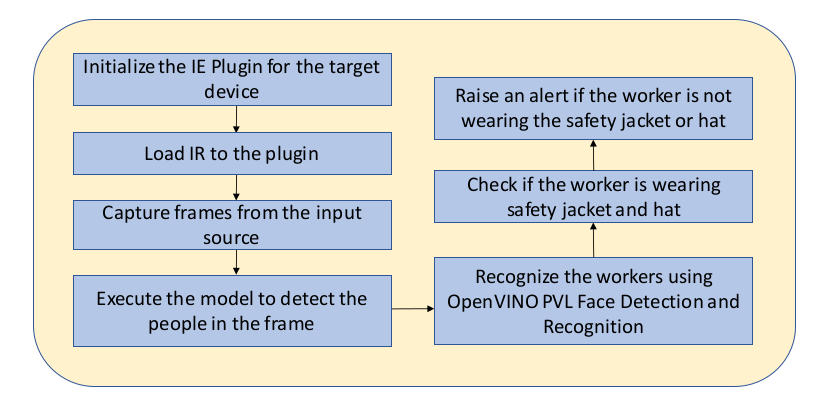 Initialize the IE Plugin for the target
device
Load IR to the plugin
Capture frames from the input
source
Execute the model to detect the
people in the frame
Recognize the workers using
OpenVINO PVL Face Detection and
Recognition
Check if the worker is wearing
safety jacket and hat
Raise an alert if the worker is not
wearing the safety jacket or hat